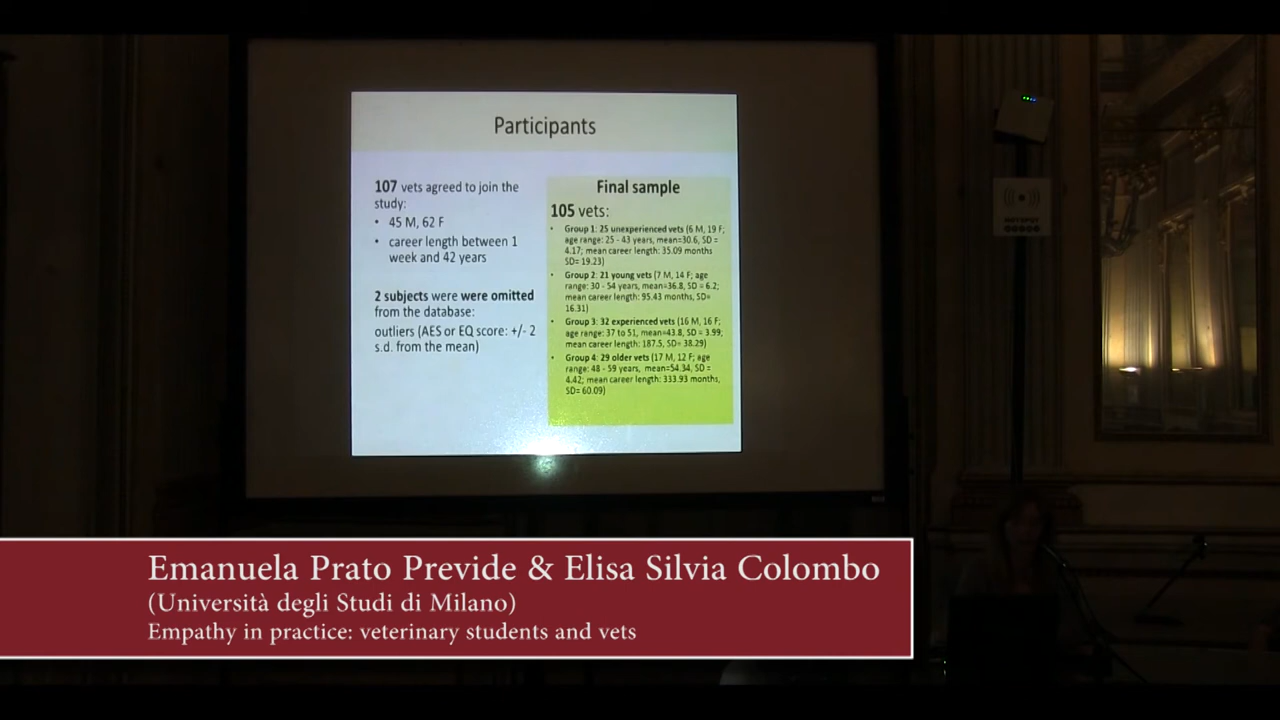 Participants
107 vets agreed to join the
study:
• 45 M, 62 F
• career length between 1
week and 42 years
2 subjects were were omitted
from the database:
outliers (AES or EQ score: +/- 2
s.d. from the mean)
Final sample
105 vets:
• Group 1: 25 unexperienced vets (6 M, 19 F;
age range: 25 - 43 years, mean=30.6, SD =
4.17; mean career length: 35.09 months
SD= 19.23)
• Group 2: 21 young vets (7 M, 14 F; age
range: 30 - 54 years, mean=36.8, SD = 6.2;
mean career length: 95.43 months, SD=
16.31)
• Group 3: 32 experienced vets (16 M, 16 F;
age range: 37 to 51, mean=43.8, SD = 3.99;
mean career length: 187.5, SD= 38.29)
• Group 4: 29 older vets (17 M, 12 F; age
range: 48 - 59 years, mean=54.34, SD =
4.42; mean career length: 333.93 months,
SD= 60.09)
HOTSPOT
Emanuela Prato Previde & Elisa Silvia Colombo
(Università degli Studi di Milano)
Empathy in practice: veterinary students and vets